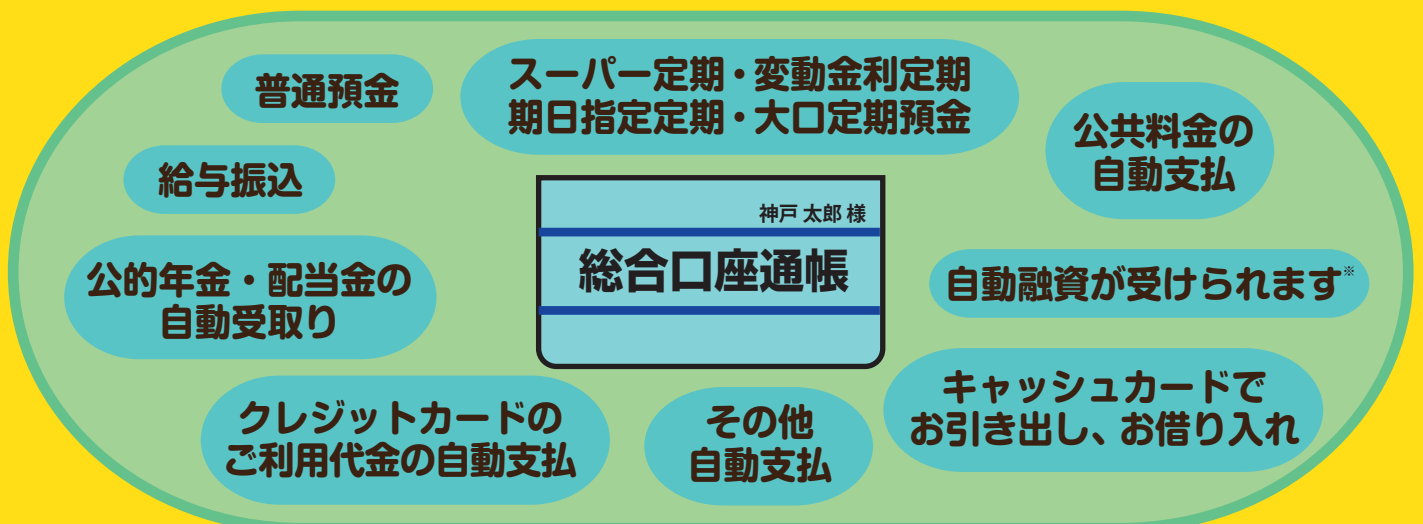 普通預金
スーパー定期・変動金利定期
期日指定定期・大口定期預金
公共料金の
自動支払
給与振込
神戸 太郎 様
総合口座通帳
公的年金・配当金の
自動受取り
自動融資が受けられます※
クレジットカードの
ご利用代金の自動支払
その他
自動支払
キャッシュカードで
お引き出し、お借り入れ